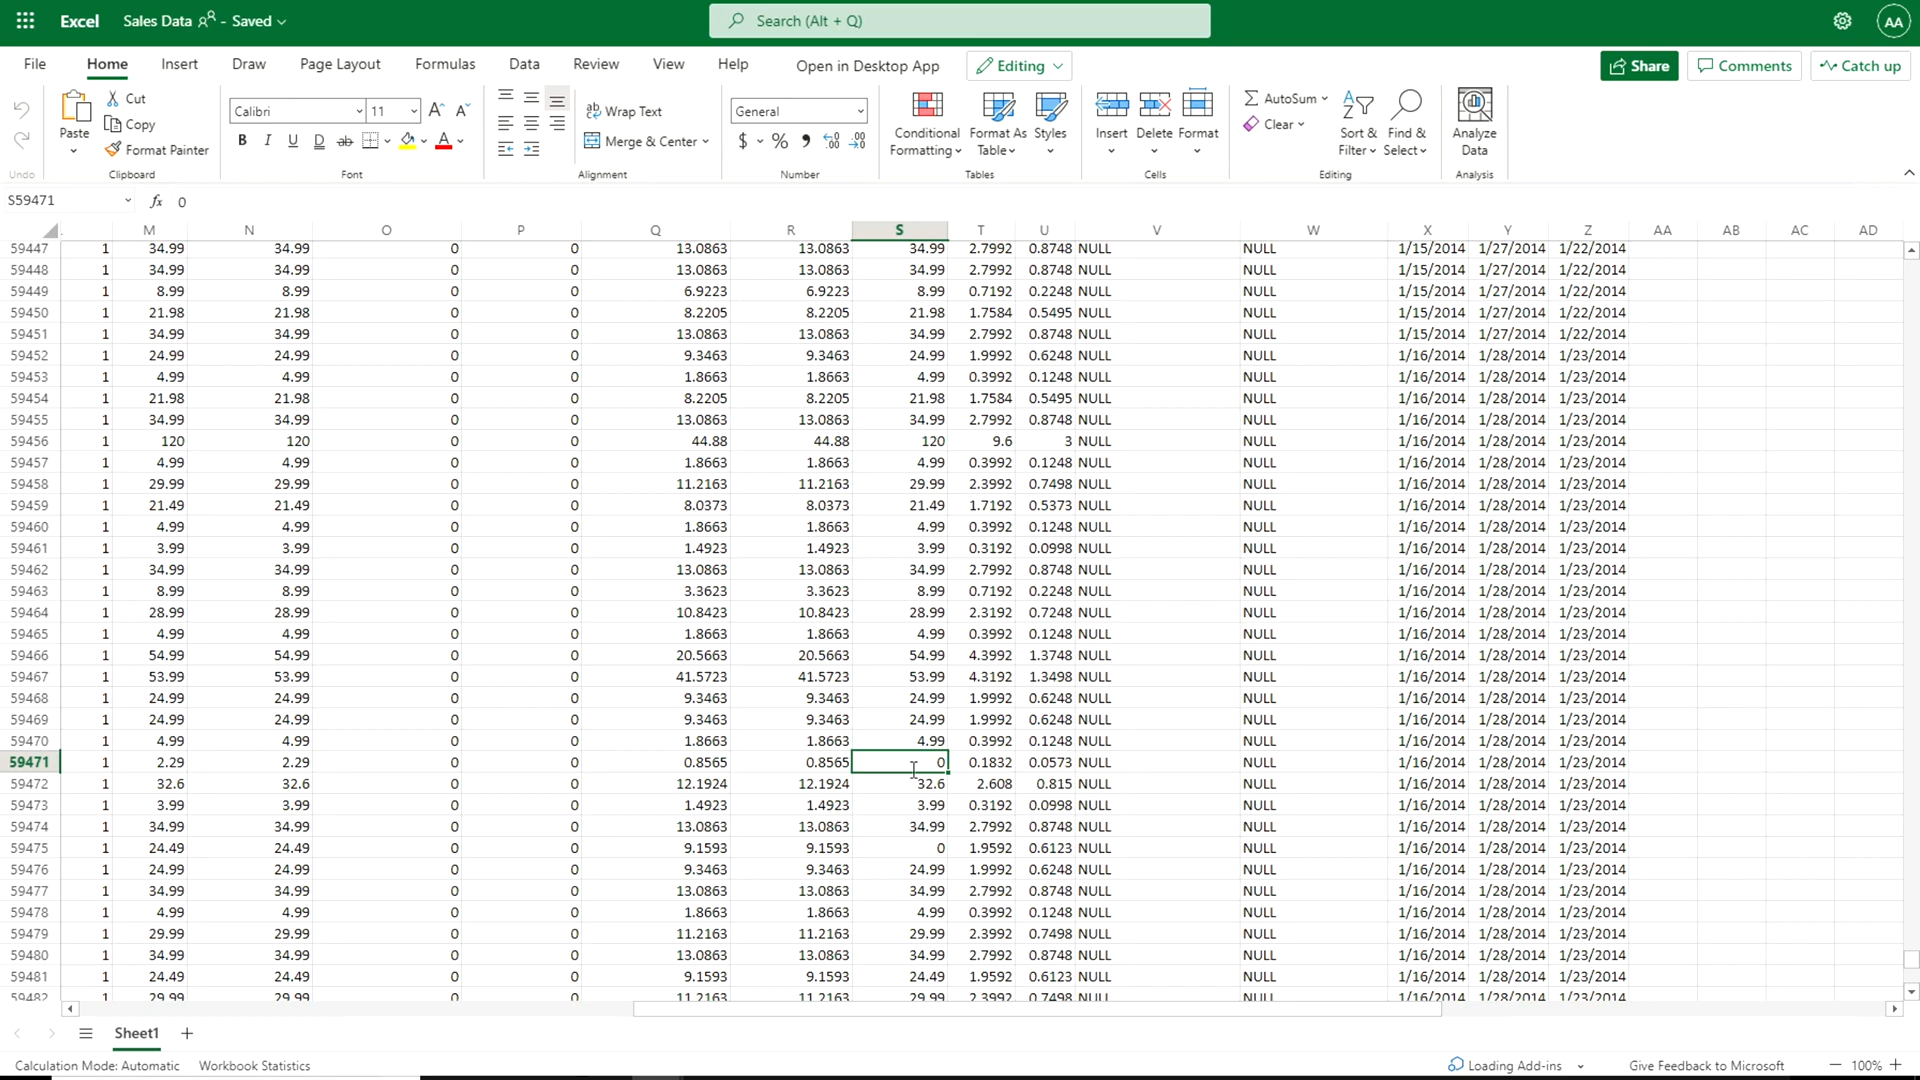 Excel Sales Data - Saved Search (Alt + Q) AA
File Home Insert Draw Page Layout Formulas Data Review View Help Open in Desktop App Editing Share Comments Catch up
Paste Cut Calibri 11 Wrap Text General Conditional Formatting Format As Table Styles Insert Delete Format AutoSum Sort & Filter Find & Select Analyze Data
Copy B I U D ab A Merge & Center $ % Clear
Format Painter
Undo Clipboard Font Alignment Number Tables Cells Editing Analysis
S59471 fx 0
M N O P Q R S T U V W X Y Z AA AB AC AD
59447 1 34.99 34.99 0 0 13.0863 13.0863 34.99 2.7992 0.8748 NULL NULL 1/15/2014 1/27/2014 1/22/2014
59448 1 34.99 34.99 0 0 13.0863 13.0863 34.99 2.7992 0.8748 NULL NULL 1/15/2014 1/27/2014 1/22/2014
59449 1 8.99 8.99 0 0 6.9223 6.9223 8.99 0.7192 0.2248 NULL NULL 1/15/2014 1/27/2014 1/22/2014
59450 1 21.98 21.98 0 0 8.2205 8.2205 21.98 1.7584 0.5495 NULL NULL 1/15/2014 1/27/2014 1/22/2014
59451 1 34.99 34.99 0 0 13.0863 13.0863 34.99 2.7992 0.8748 NULL NULL 1/15/2014 1/27/2014 1/22/2014
59452 1 24.99 24.99 0 0 9.3463 9.3463 24.99 1.9992 0.6248 NULL NULL 1/16/2014 1/28/2014 1/23/2014
59453 1 4.99 4.99 0 0 1.8663 1.8663 4.99 0.3992 0.1248 NULL NULL 1/16/2014 1/28/2014 1/23/2014
59454 1 21.98 21.98 0 0 8.2205 8.2205 21.98 1.7584 0.5495 NULL NULL 1/16/2014 1/28/2014 1/23/2014
59455 1 34.99 34.99 0 0 13.0863 13.0863 34.99 2.7992 0.8748 NULL NULL 1/16/2014 1/28/2014 1/23/2014
59456 1 120 120 0 0 44.88 44.88 120 9.6 3 NULL NULL 1/16/2014 1/28/2014 1/23/2014
59457 1 4.99 4.99 0 0 1.8663 1.8663 4.99 0.3992 0.1248 NULL NULL 1/16/2014 1/28/2014 1/23/2014
59458 1 29.99 29.99 0 0 11.2163 11.2163 29.99 2.3992 0.7498 NULL NULL 1/16/2014 1/28/2014 1/23/2014
59459 1 21.49 21.49 0 0 8.0373 8.0373 21.49 1.7192 0.5373 NULL NULL 1/16/2014 1/28/2014 1/23/2014
59460 1 4.99 4.99 0 0 1.8663 1.8663 4.99 0.3992 0.1248 NULL NULL 1/16/2014 1/28/2014 1/23/2014
59461 1 3.99 3.99 0 0 1.4923 1.4923 3.99 0.3192 0.0998 NULL NULL 1/16/2014 1/28/2014 1/23/2014
59462 1 34.99 34.99 0 0 13.0863 13.0863 34.99 2.7992 0.8748 NULL NULL 1/16/2014 1/28/2014 1/23/2014
59463 1 8.99 8.99 0 0 3.3623 3.3623 8.99 0.7192 0.2248 NULL NULL 1/16/2014 1/28/2014 1/23/2014
59464 1 28.99 28.99 0 0 10.8423 10.8423 28.99 2.3192 0.7248 NULL NULL 1/16/2014 1/28/2014 1/23/2014
59465 1 4.99 4.99 0 0 1.8663 1.8663 4.99 0.3992 0.1248 NULL NULL 1/16/2014 1/28/2014 1/23/2014
59466 1 54.99 54.99 0 0 20.5663 20.5663 54.99 4.3992 1.3748 NULL NULL 1/16/2014 1/28/2014 1/23/2014
59467 1 53.99 53.99 0 0 41.5723 41.5723 53.99 4.3192 1.3498 NULL NULL 1/16/2014 1/28/2014 1/23/2014
59468 1 24.99 24.99 0 0 9.3463 9.3463 24.99 1.9992 0.6248 NULL NULL 1/16/2014 1/28/2014 1/23/2014
59469 1 24.99 24.99 0 0 9.3463 9.3463 24.99 1.9992 0.6248 NULL NULL 1/16/2014 1/28/2014 1/23/2014
59470 1 4.99 4.99 0 0 1.8663 1.8663 4.99 0.3992 0.1248 NULL NULL 1/16/2014 1/28/2014 1/23/2014
59471 1 2.29 2.29 0 0 0.8565 0.8565 0 0.1832 0.0573 NULL NULL 1/16/2014 1/28/2014 1/23/2014
59472 1 32.6 32.6 0 0 12.1924 12.1924 32.6 2.608 0.815 NULL NULL 1/16/2014 1/28/2014 1/23/2014
59473 1 3.99 3.99 0 0 1.4923 1.4923 3.99 0.3192 0.0998 NULL NULL 1/16/2014 1/28/2014 1/23/2014
59474 1 34.99 34.99 0 0 13.0863 13.0863 34.99 2.7992 0.8748 NULL NULL 1/16/2014 1/28/2014 1/23/2014
59475 1 24.49 24.49 0 0 9.1593 9.1593 0 1.9592 0.6123 NULL NULL 1/16/2014 1/28/2014 1/23/2014
59476 1 24.99 24.99 0 0 9.3463 9.3463 24.99 1.9992 0.6248 NULL NULL 1/16/2014 1/28/2014 1/23/2014
59477 1 34.99 34.99 0 0 13.0863 13.0863 34.99 2.7992 0.8748 NULL NULL 1/16/2014 1/28/2014 1/23/2014
59478 1 4.99 4.99 0 0 1.8663 1.8663 4.99 0.3992 0.1248 NULL NULL 1/16/2014 1/28/2014 1/23/2014
59479 1 29.99 29.99 0 0 11.2163 11.2163 29.99 2.3992 0.7498 NULL NULL 1/16/2014 1/28/2014 1/23/2014
59480 1 34.99 34.99 0 0 13.0863 13.0863 34.99 2.7992 0.8748 NULL NULL 1/16/2014 1/28/2014 1/23/2014
59481 1 24.49 24.49 0 0 9.1593 9.1593 24.49 1.9592 0.6123 NULL NULL 1/16/2014 1/28/2014 1/23/2014
59482 1 29.99 29.99 0 0 11.2163 11.2163 29.99 2.3992 0.7498 NULL NULL 1/16/2014 1/28/2014 1/23/2014
Sheet1
Calculation Mode: Automatic Workbook Statistics Loading Add-ins Give Feedback to Microsoft 100%